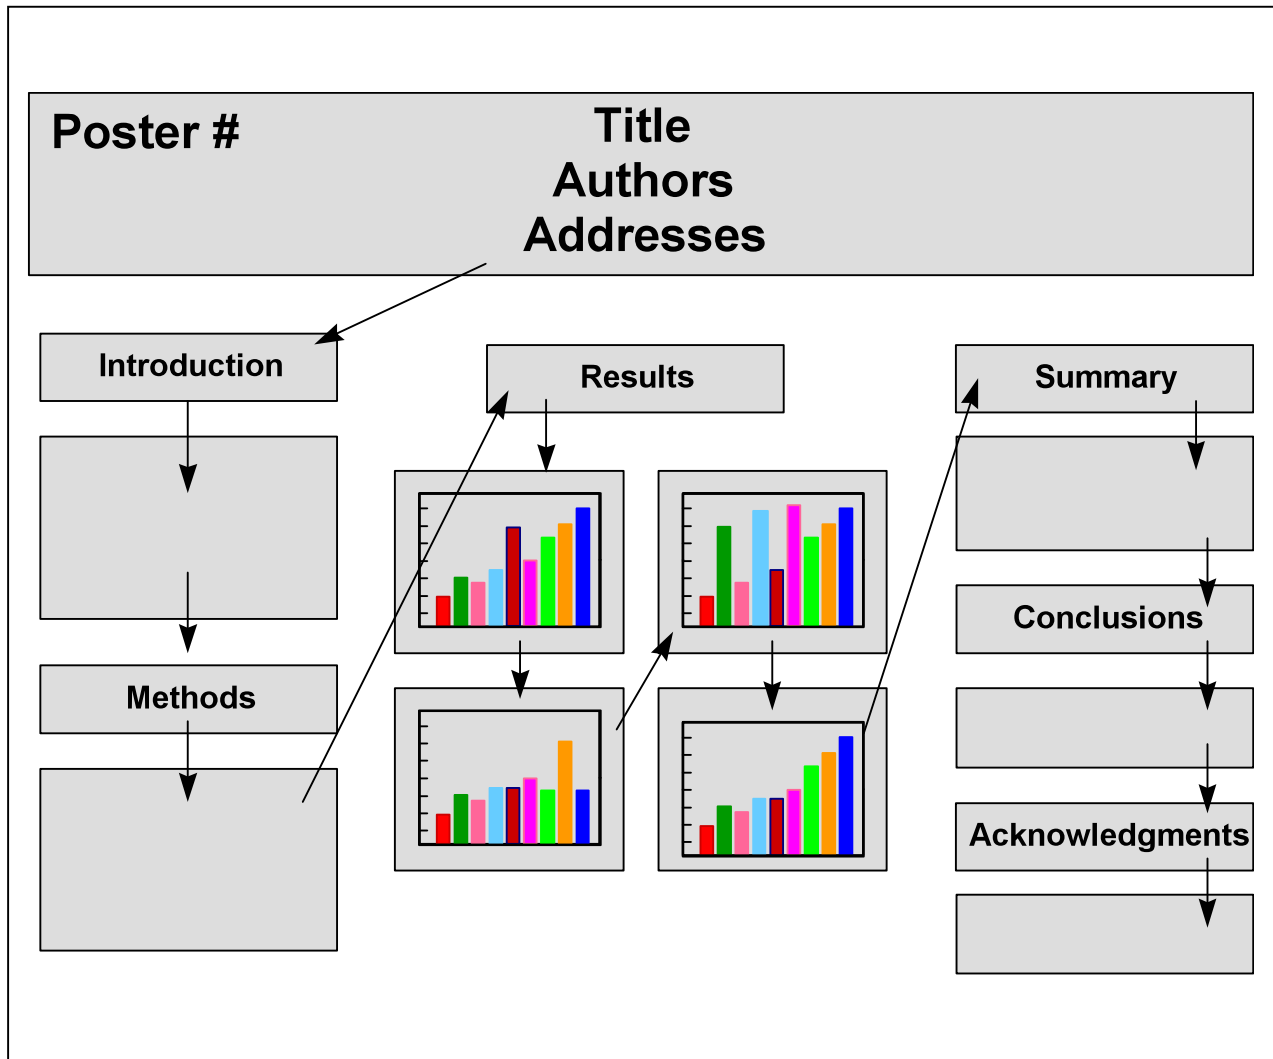 Poster #
Title
Authors
Addresses
Introduction
Methods
Results
Summary
Conclusions
Acknowledgments